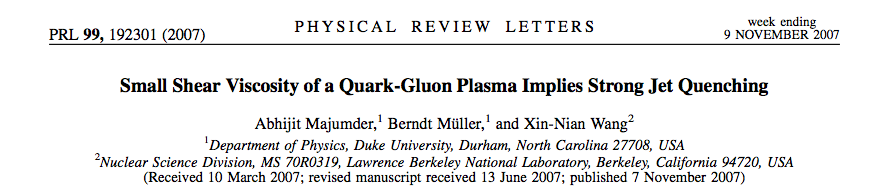 PRL 99, 192301 (2007) PHYSICAL REVIEW LETTERS week ending
9 NOVEMBER 2007
Small Shear Viscosity of a Quark-Gluon Plasma Implies Strong Jet Quenching
Abhijit Majumder,1 Berndt Müller,1 and Xin-Nian Wang2
1Department of Physics, Duke University, Durham, North Carolina 27708, USA
2Nuclear Science Division, MS 70R0319, Lawrence Berkeley National Laboratory, Berkeley, California 94720, USA
(Received 10 March 2007; revised manuscript received 13 June 2007; published 7 November 2007)